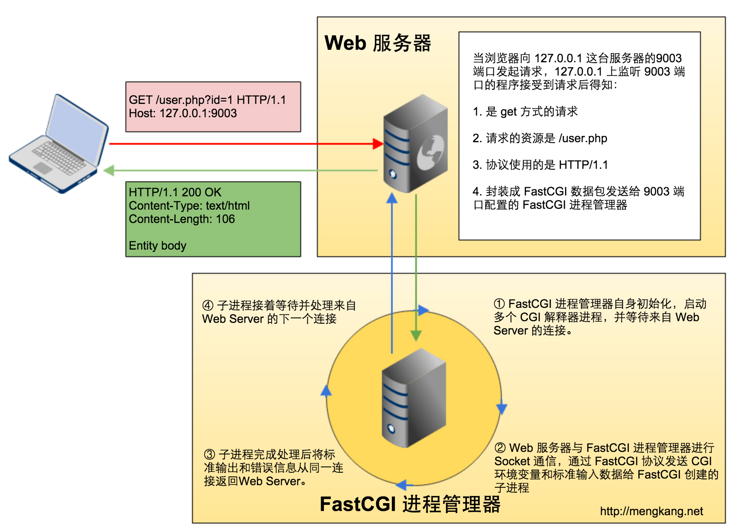 Web 服务器
当浏览器向 127.0.0.1 这台服务器的9003
端口发起请求，127.0.0.1 上监听 9003 端
口的程序接受到请求后得知：
1. 是 get 方式的请求
2. 请求的资源是 /user.php
3. 协议使用的是 HTTP/1.1
4. 封装成 FastCGI 数据包发送给 9003 端
口配置的 FastCGI 进程管理器
GET /user.php?id=1 HTTP/1.1
Host: 127.0.0.1:9003
HTTP/1.1 200 OK
Content-Type: text/html
Content-Length: 106
Entity body
① FastCGI 进程管理器自身初始化，启动
多个 CGI 解释器进程，并等待来自 Web
Server 的连接。
② Web 服务器与 FastCGI 进程管理器进行
Socket 通信，通过 FastCGI 协议发送 CGI
环境变量和标准输入数据给 FastCGI 创建的
子进程
③ 子进程完成处理后将标
准输出和错误信息从同一连
接返回Web Server。
④ 子进程接着等待并处理来自
Web Server 的下一个连接
FastCGI 进程管理器
http://mengkang.net